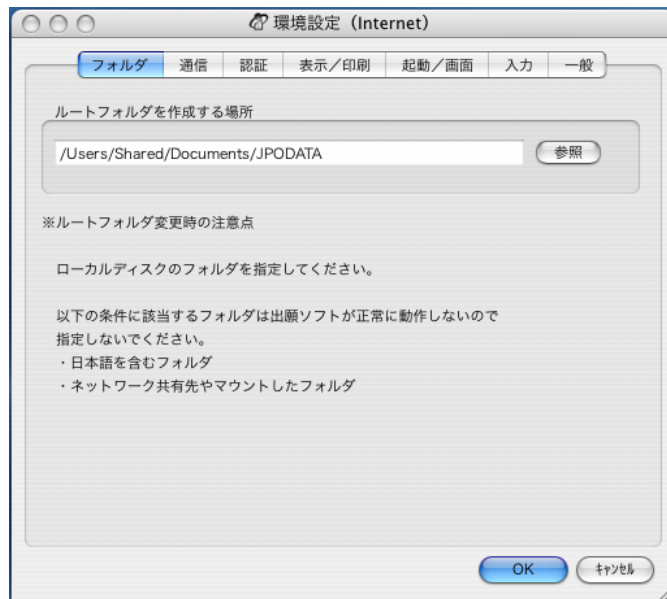 環境設定（Internet）
フォルダ 通信 認証 表示／印刷 起動／画面 入力 一般
ルートフォルダを作成する場所
/Users/Shared/Documents/JPODATA 参照
※ルートフォルダ変更時の注意点
ローカルディスクのフォルダを指定してください。
以下の条件に該当するフォルダは出願ソフトが正常に動作しないので
指定しないでください。
・日本語を含むフォルダ
・ネットワーク共有先やマウントしたフォルダ
OK ｷｬﾝｾﾙ